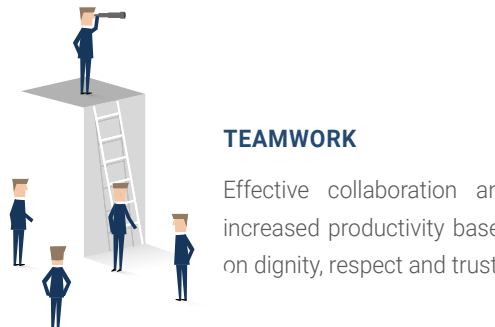 TEAMWORK
Effective collaboration an
increased productivity base
on dignity, respect and trust